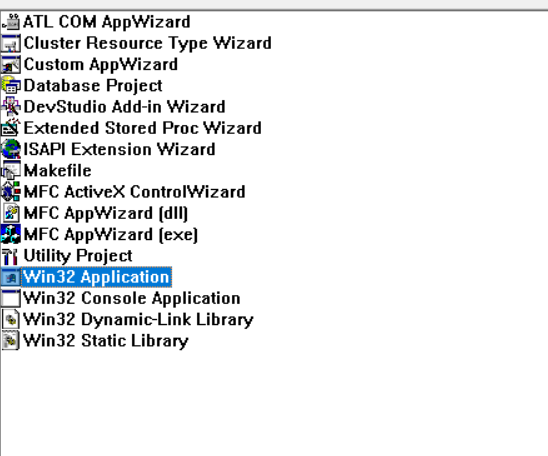 ATL COM AppWizard
Cluster Resource Type Wizard
Custom AppWizard
Database Project
DevStudio Add-in Wizard
Extended Stored Proc Wizard
ISAPI Extension Wizard
Makefile
MFC ActiveX ControlWizard
MFC AppWizard (dll)
MFC AppWizard (exe)
Utility Project
Win32 Application
Win32 Console Application
Win32 Dynamic-Link Library
Win32 Static Library